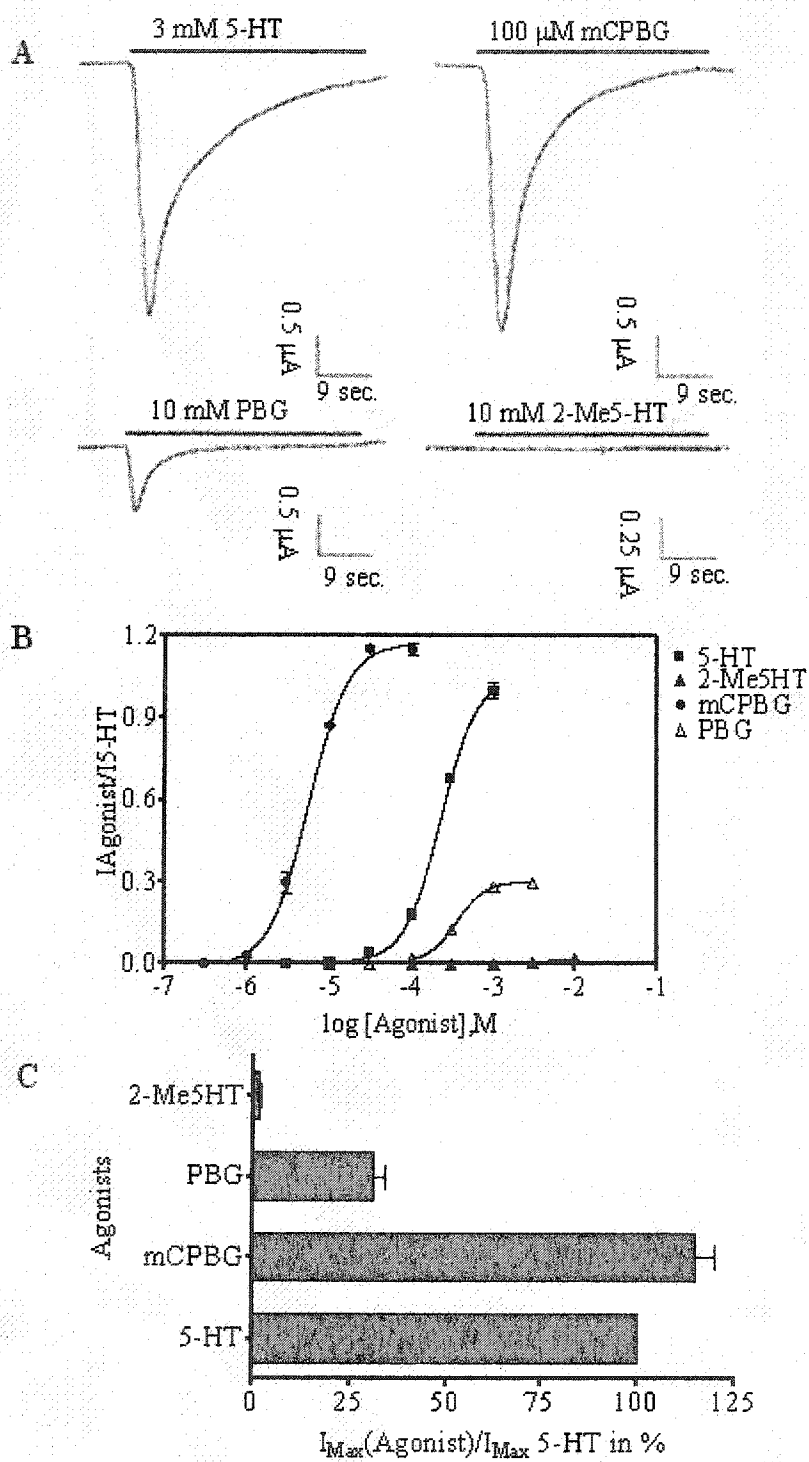 A
3 mM 5-HT
100 µM mCPBG
0.5 µA
9 sec.
0.5 µA
9 sec.
10 mM PBG
10 mM 2-Me5-HT
0.5 µA
9 sec.
0.25 µA
9 sec.
B
1.2
0.9
0.6
0.3
0.0
IAgonist/I5-HT
-7
-6
-5
-4
-3
-2
-1
log [Agonist],M
5-HT
2-Me5HT
mCPBG
PBG
C
Agonists
2-Me5HT
PBG
mCPBG
5-HT
0
25
50
75
100
125
IMax(Agonist)/IMax 5-HT in %